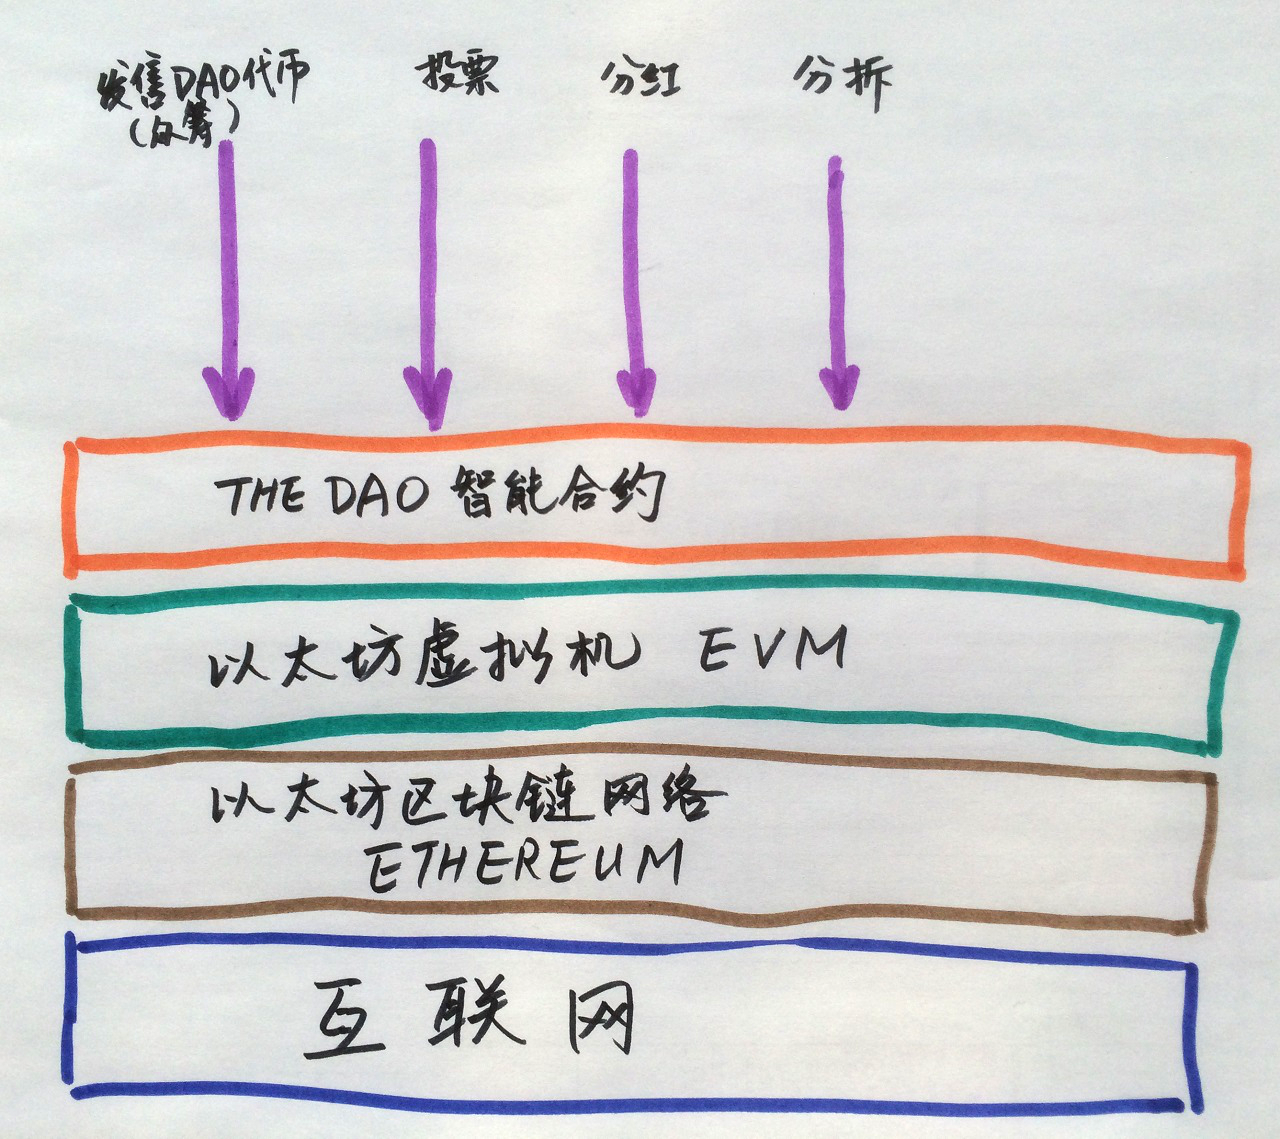 发售DAO代币
(众筹)
投票
分红
分拆
THE DAO 智能合约
以太坊虚拟机 EVM
以太坊区块链网络
ETHEREUM
互联网